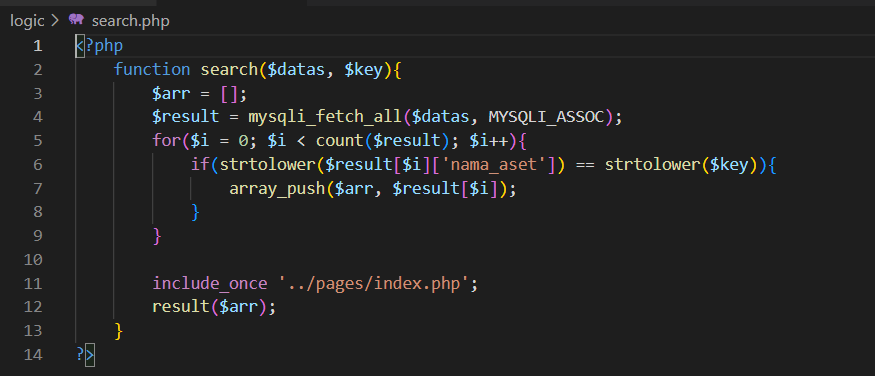 logic > search.php
1 <?php
2 function search($datas, $key){
3 $arr = [];
4 $result = mysqli_fetch_all($datas, MYSQLI_ASSOC);
5 for($i = 0; $i < count($result); $i++){
6 if(strtolower($result[$i]['nama_aset']) == strtolower($key)){
7 array_push($arr, $result[$i]);
8 }
9 }
10
11 include_once '../pages/index.php';
12 result($arr);
13 }
14 ?>